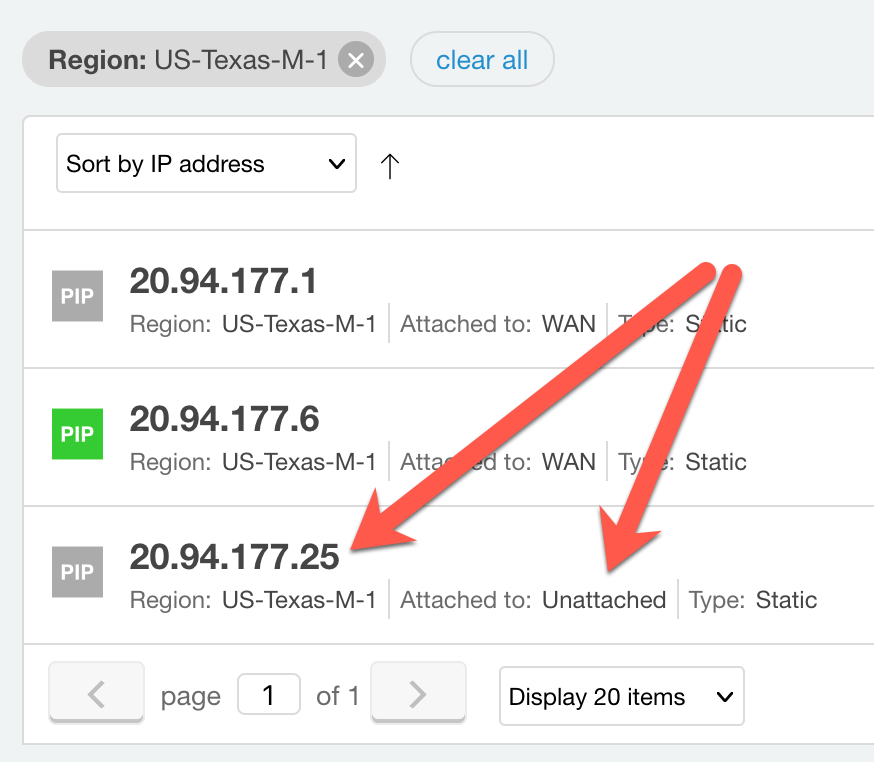 Region: US-Texas-M-1 clear all
Sort by IP address
PIP 20.94.177.1
Region: US-Texas-M-1 Attached to: WAN Type: Static
PIP 20.94.177.6
Region: US-Texas-M-1 Attached to: WAN Type: Static
PIP 20.94.177.25
Region: US-Texas-M-1 Attached to: Unattached Type: Static
page 1 of 1 Display 20 items